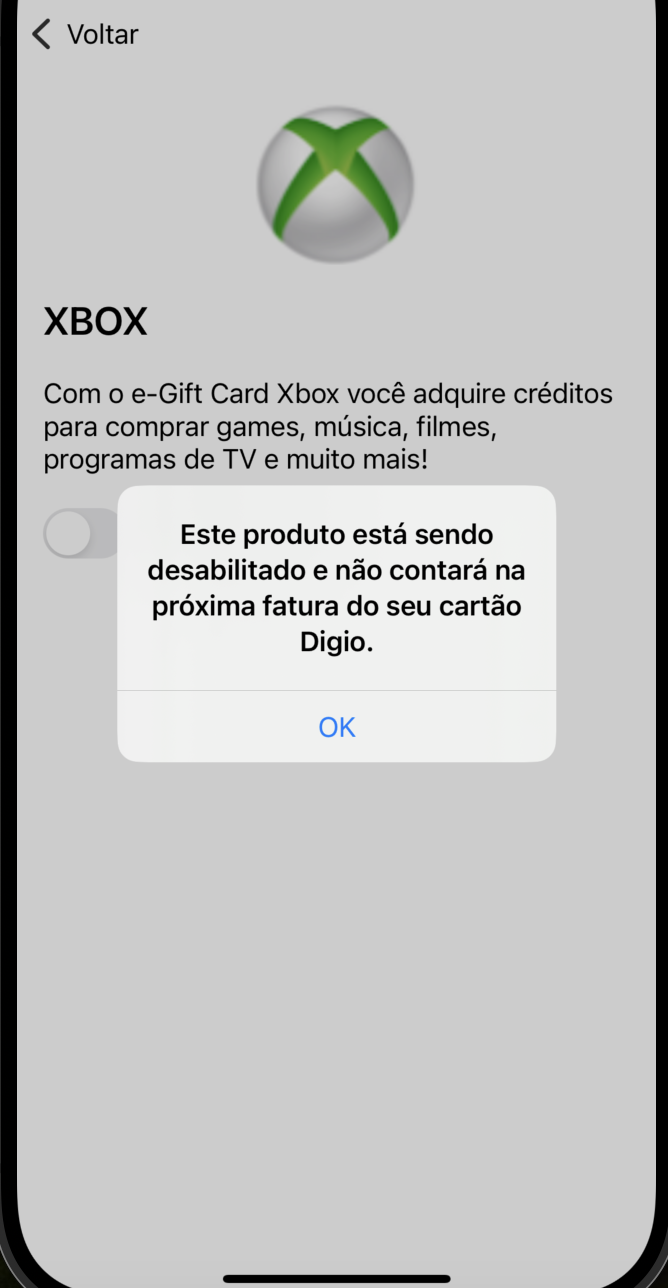 Voltar
XBOX
Com o e-Gift Card Xbox você adquire créditos
para comprar games, música, filmes,
programas de TV e muito mais!
Este produto está sendo
desabilitado e não contará na
próxima fatura do seu cartão
Digio.
OK